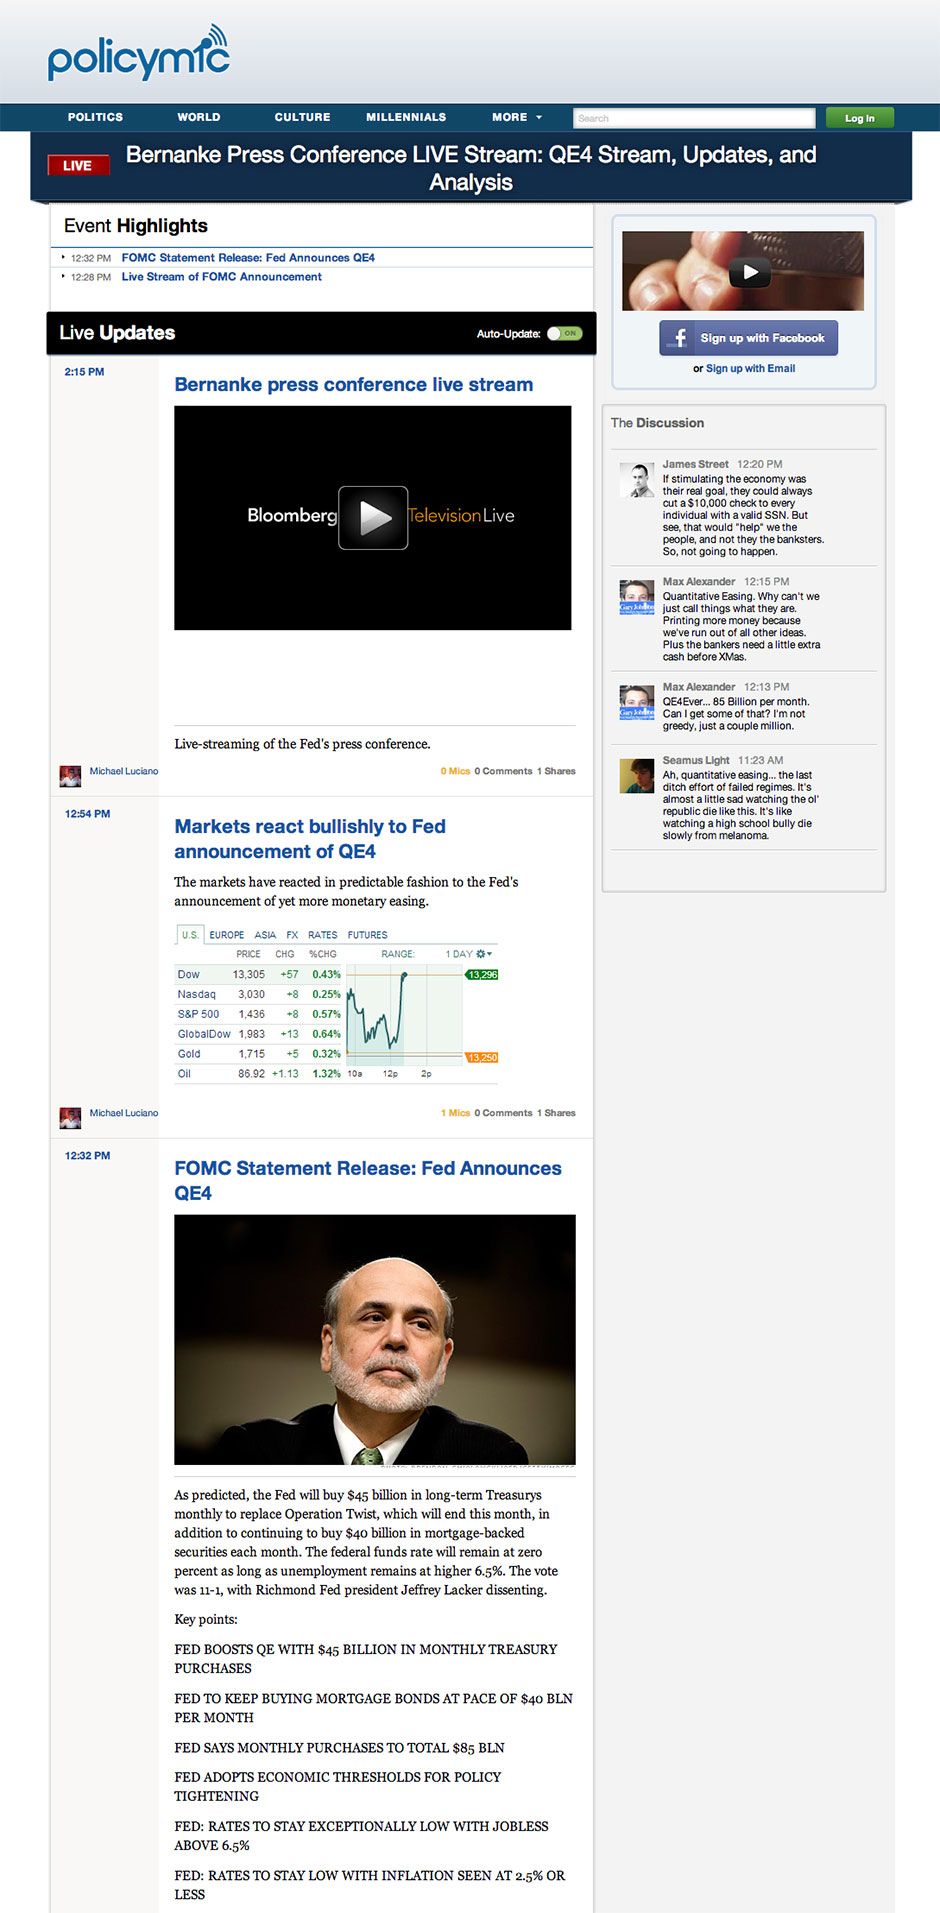 policymic
POLITICS WORLD CULTURE MILLENNIALS MORE Search Log In
LIVE
Bernanke Press Conference LIVE Stream: QE4 Stream, Updates, and
Analysis
Event Highlights
12:32 PM FOMC Statement Release: Fed Announces QE4
12:28 PM Live Stream of FOMC Announcement
Live Updates Auto-Update: ON
2:15 PM
Bernanke press conference live stream
Bloomberg Television Live
Live-streaming of the Fed's press conference.
Michael Luciano 0 Mics 0 Comments 1 Shares
12:54 PM
Markets react bullishly to Fed
announcement of QE4
The markets have reacted in predictable fashion to the Fed's
announcement of yet more monetary easing.
U.S. EUROPE ASIA FX RATES FUTURES
PRICE CHG %CHG RANGE: 1 DAY
Dow 13,305 +57 0.43% 13,296
Nasdaq 3,030 +8 0.25%
S&P 500 1,436 +8 0.57%
GlobalDow 1,983 +13 0.64%
Gold 1,715 +5 0.32% 13,250
Oil 86.92 +1.13 1.32% 10a 12p 2p
Michael Luciano 1 Mics 0 Comments 1 Shares
12:32 PM
FOMC Statement Release: Fed Announces
QE4
As predicted, the Fed will buy $45 billion in long-term Treasurys
monthly to replace Operation Twist, which will end this month, in
addition to continuing to buy $40 billion in mortgage-backed
securities each month. The federal funds rate will remain at zero
percent as long as unemployment remains at higher 6.5%. The vote
was 11-1, with Richmond Fed president Jeffrey Lacker dissenting.
Key points:
FED BOOSTS QE WITH $45 BILLION IN MONTHLY TREASURY
PURCHASES
FED TO KEEP BUYING MORTGAGE BONDS AT PACE OF $40 BLN
PER MONTH
FED SAYS MONTHLY PURCHASES TO TOTAL $85 BLN
FED ADOPTS ECONOMIC THRESHOLDS FOR POLICY
TIGHTENING
FED: RATES TO STAY EXCEPTIONALLY LOW WITH JOBLESS
ABOVE 6.5%
FED: RATES TO STAY LOW WITH INFLATION SEEN AT 2.5% OR
LESS
f Sign up with Facebook
or Sign up with Email
The Discussion
James Street 12:20 PM
If stimulating the economy was
their real goal, they could always
cut a $10,000 check to every
individual with a valid SSN. But
see, that would "help" we the
people, and not they the banksters.
So, not going to happen.
Max Alexander 12:15 PM
Quantitative Easing. Why can't we
just call things what they are.
Printing more money because
we've run out of all other ideas.
Plus the bankers need a little extra
cash before XMas.
Max Alexander 12:13 PM
QE4Ever... 85 Billion per month.
Can I get some of that? I'm not
greedy, just a couple million.
Seamus Light 11:23 AM
Ah, quantitative easing... the last
ditch effort of failed regimes. It's
almost a little sad watching the ol'
republic die like this. It's like
watching a high school bully die
slowly from melanoma.